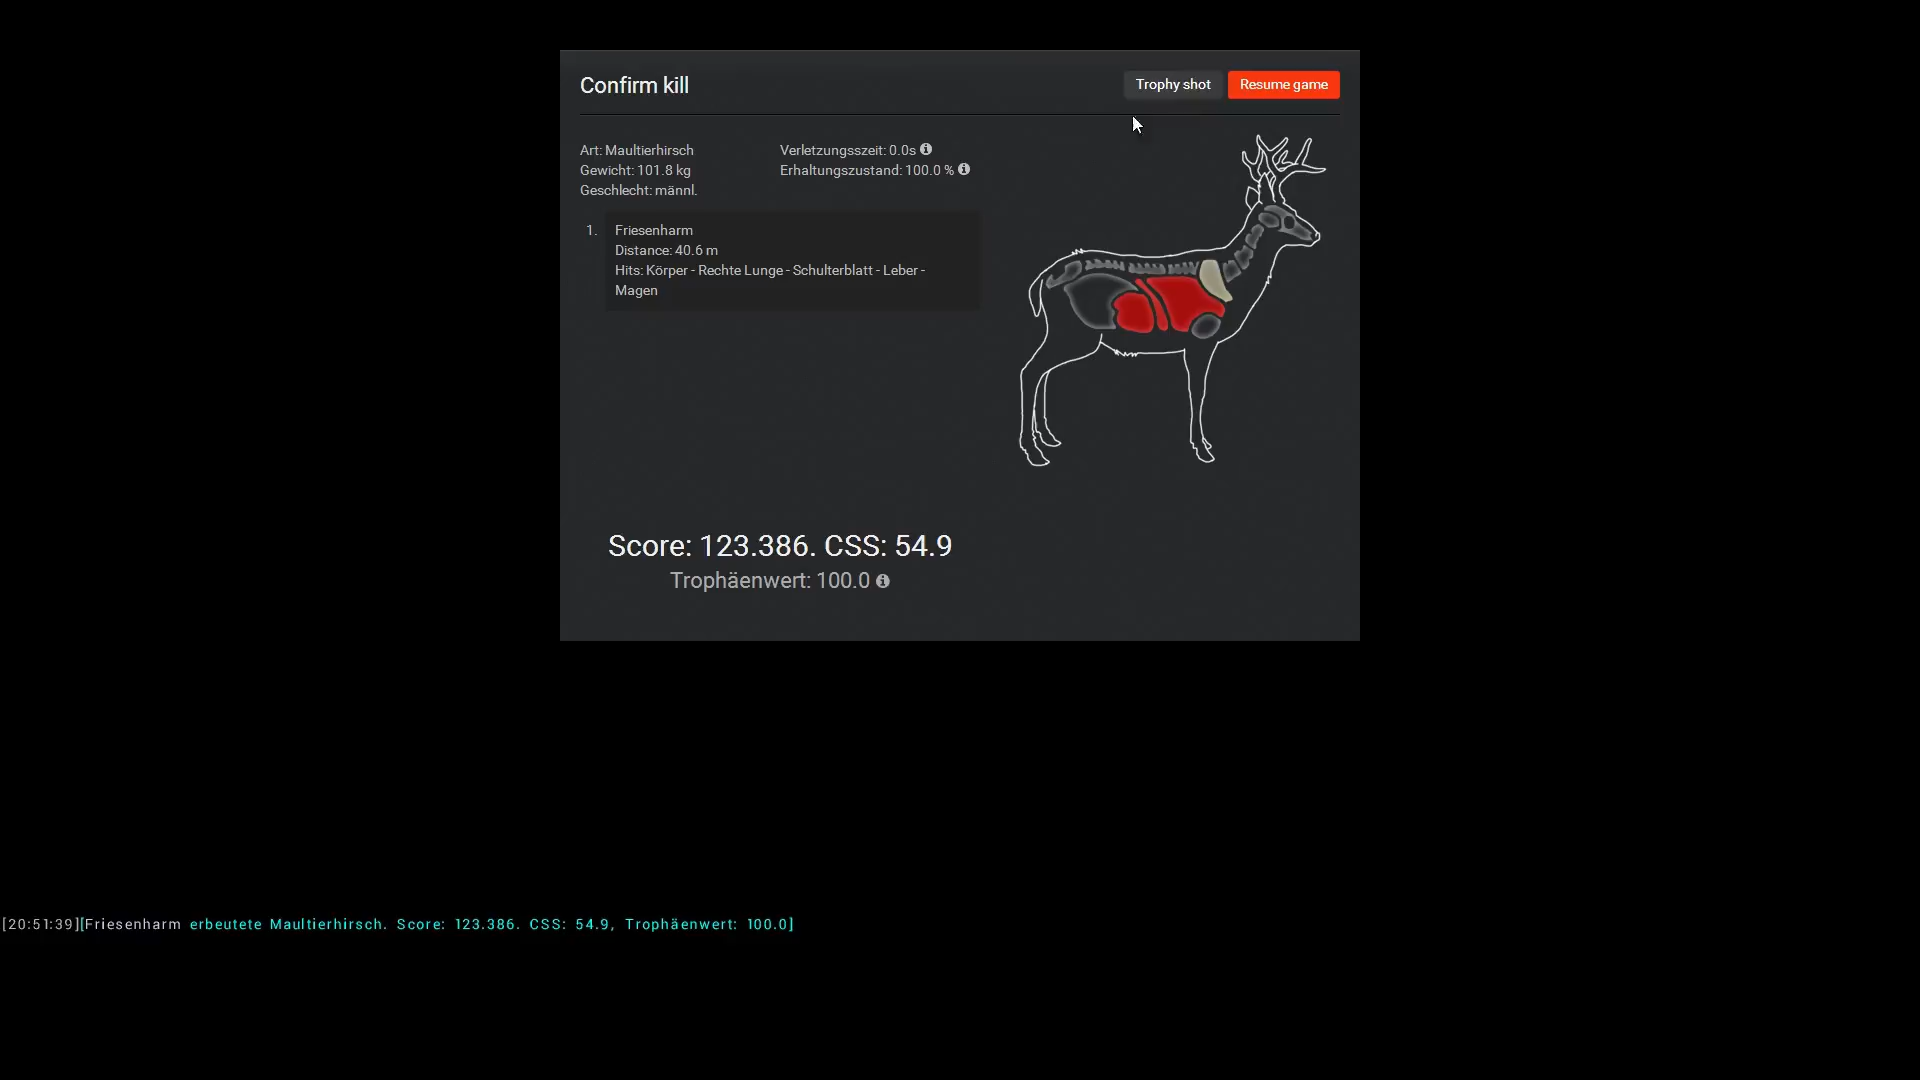 Confirm kill
Trophy shot
Resume game
Art: Maultierhirsch
Gewicht: 101.8 kg
Geschlecht: männl.
Verletzungsszeit: 0.0s
Erhaltungszustand: 100.0 %
1.
Friesenharm
Distance: 40.6 m
Hits: Körper - Rechte Lunge - Schulterblatt - Leber -
Magen
Score: 123.386. CSS: 54.9
Trophäenwert: 100.0
[20:51:39][Friesenharm erbeutete Maultierhirsch. Score: 123.386. CSS: 54.9, Trophäenwert: 100.0]